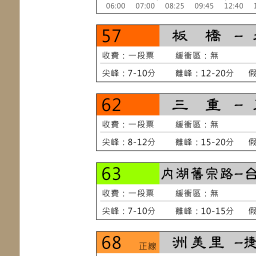 06:00 07:00 08:25 09:45 12:40
57 板橋-
收費：一段票 緩衝區：無
尖峰：7-10分 離峰：12-20分 假
62 三重-
收費：一段票 緩衝區：無
尖峰：8-12分 離峰：15-20分 假
63 內湖舊宗路-台
收費：一段票 緩衝區：無
尖峰：7-10分 離峰：10-15分 假
68 正線 洲美里-捷